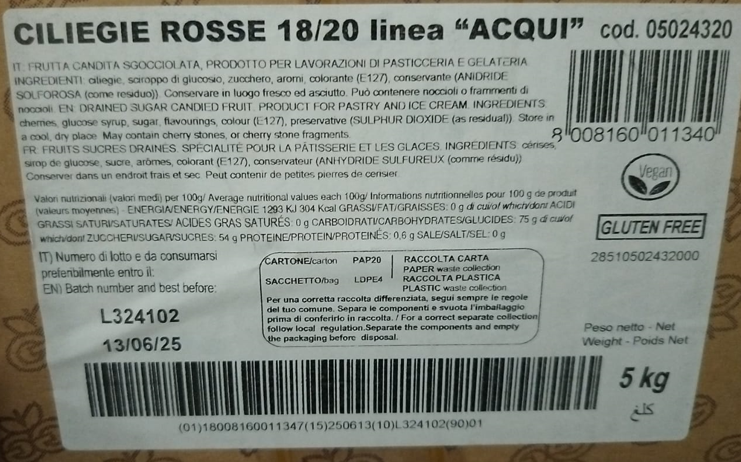 CILIEGIE ROSSE 18/20 linea “ACQUI” cod. 05024320
IT: FRUTTA CANDITA SGOCCIOLATA, PRODOTTO PER LAVORAZIONI DI PASTICCERIA E GELATERIA.
INGREDIENTI: ciliegie, sciroppo di glucosio, zucchero, aromi, colorante (E127), conservante (ANIDRIDE
SOLFOROSA (come residuo)). Conservare in luogo fresco ed asciutto. Può contenere noccioli o frammenti di
noccioli. EN: DRAINED SUGAR CANDIED FRUIT. PRODUCT FOR PASTRY AND ICE CREAM. INGREDIENTS:
cherries, glucose syrup, sugar, flavourings, colour (E127), preservative (SULPHUR DIOXIDE (as residual)). Store in
a cool, dry place. May contain cherry stones, or cherry stone fragments.
FR: FRUITS SUCRES DRAINÉS. SPÉCIALITÉ POUR LA PÂTISSERIE ET LES GLACES. INGRÉDIENTS: cerises,
sirop de glucose, sucre, arômes, colorant (E127), conservateur (ANHYDRIDE SULFUREUX (comme résidu))
Conserver dans un endroit frais et sec. Peut contenir de petites pierres de cerisier.
8 008160 011340
Vegan
Valori nutrizionali (valori medi) per 100g/ Average nutritional values each 100g/ Informations nutritionnelles pour 100 g de produit
(valeurs moyennes) : ENERGIA/ENERGY/ÉNERGIE 1293 KJ 304 Kcal GRASSI/FAT/GRAISSES: 0 g di cui/of which/dont ACIDI
GRASSI SATURI/SATURATES/ ACIDES GRAS SATURÉS: 0 g CARBOIDRATI/CARBOHYDRATES/GLUCIDES: 75 g di cui/of
which/dont ZUCCHERI/SUGAR/SUCRES: 54 g PROTEINE/PROTEIN/PROTEINÉS: 0,6 g SALE/SALT/SEL: 0 g
GLUTEN FREE
28510502432000
IT) Numero di lotto e da consumarsi
preferibilmente entro il:
EN) Batch number and best before:
L324102
13/06/25
CARTONE/carton PAP20 RACCOLTA CARTA
PAPER waste collection
SACCHETTO/bag LDPE4 RACCOLTA PLASTICA
PLASTIC waste collection
Per una corretta raccolta differenziata, segui sempre le regole
del tuo comune. Separa le componenti e svuota l'imballaggio
prima di conferirlo in raccolta. / For a correct separate collection
follow local regulation.Separate the components and empty
the packaging before disposal.
Peso netto - Net
Weight - Poids Net
5 kg
كلغ
(01)18008160011347(15)250613(10)L324102(90)01